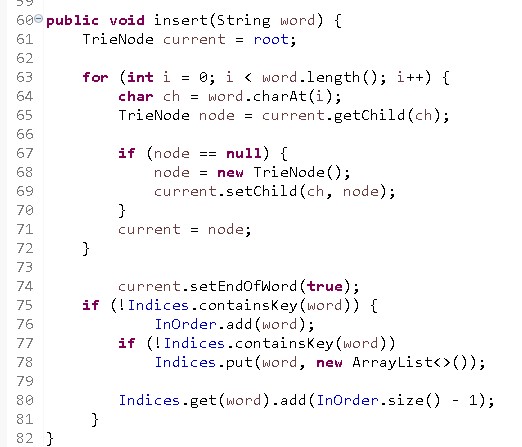 59
60 public void insert(String word) {
61     TrieNode current = root;
62
63     for (int i = 0; i < word.length(); i++) {
64         char ch = word.charAt(i);
65         TrieNode node = current.getChild(ch);
66
67         if (node == null) {
68             node = new TrieNode();
69             current.setChild(ch, node);
70         }
71         current = node;
72     }
73
74         current.setEndOfWord(true);
75     if (!Indices.containsKey(word)) {
76             InOrder.add(word);
77         if (!Indices.containsKey(word))
78             Indices.put(word, new ArrayList<>());
79
80         Indices.get(word).add(InOrder.size() - 1);
81      }
82 }